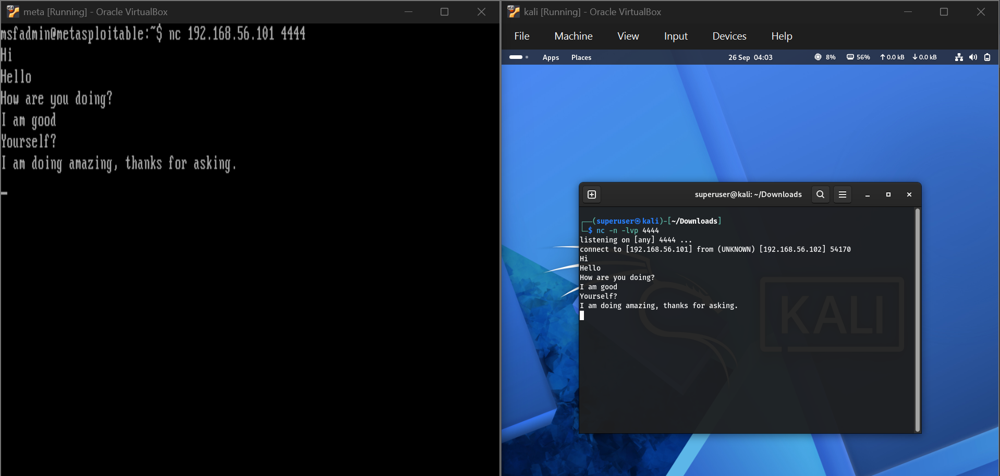 meta [Running] - Oracle VirtualBox
msfadmin@metasploitable:~$ nc 192.168.56.101 4444
Hi
Hello
How are you doing?
I am good
Yourself?
I am doing amazing, thanks for asking.
kali [Running] - Oracle VirtualBox
File Machine View Input Devices Help
Apps Places 26 Sep 04:03 8% 56% ↑ 0.0 kB ↓ 0.0 kB
superuser@kali: ~/Downloads
┌──(superuser㉿kali)-[~/Downloads]
└─$ nc -n -lvp 4444
listening on [any] 4444 ...
connect to [192.168.56.101] from (UNKNOWN) [192.168.56.102] 54170
Hi
Hello
How are you doing?
I am good
Yourself?
I am doing amazing, thanks for asking.
KALI